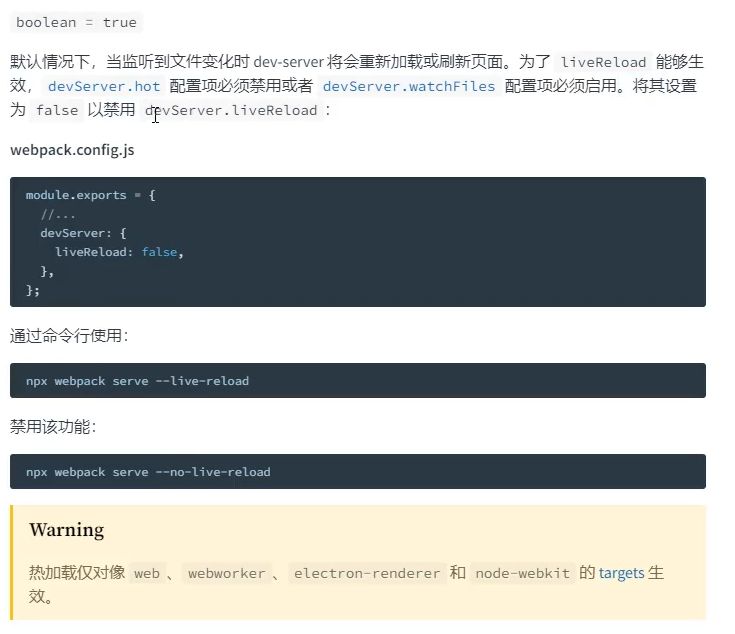 boolean = true
默认情况下，当监听到文件变化时 dev-server 将会重新加载或刷新页面。为了 liveReload 能够生
效， devServer.hot 配置项必须禁用或者 devServer.watchFiles 配置项必须启用。将其设置
为 false 以禁用 devServer.liveReload ：
webpack.config.js
module.exports = {
  //...
  devServer: {
    liveReload: false,
  },
};
通过命令行使用：
npx webpack serve --live-reload
禁用该功能：
npx webpack serve --no-live-reload
Warning
热加载仅对像 web 、 webworker 、 electron-renderer 和 node-webkit 的 targets 生
效。